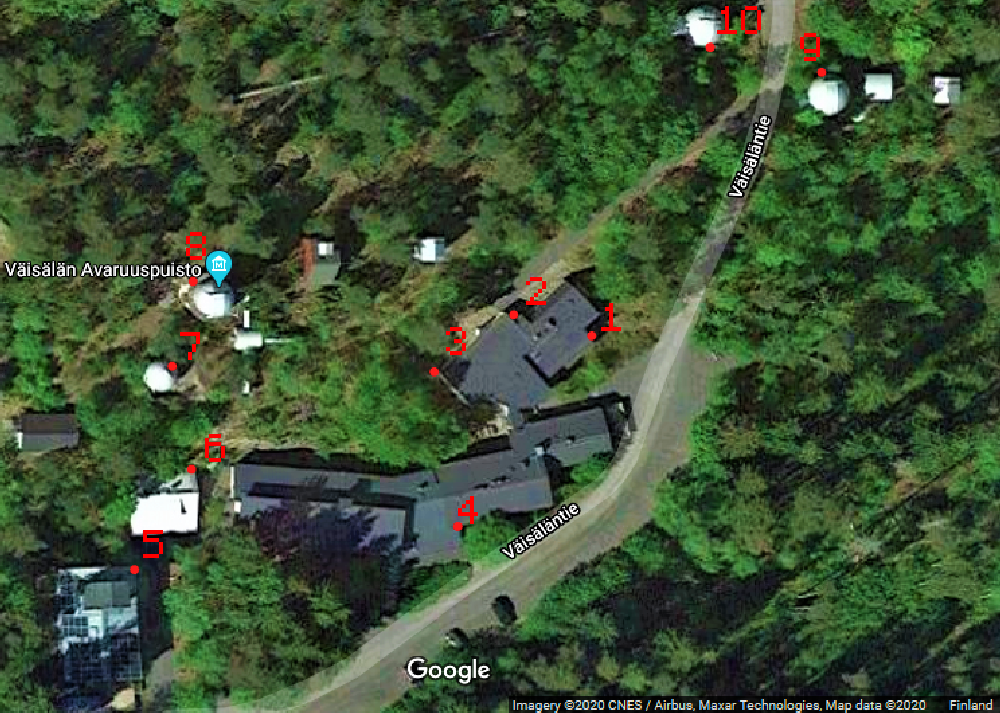 10
9
Väisäläntie
8
Väisälän Avaruuspuisto
2
1
3
7
6
4
Väisäläntie
5
Google
Imagery ©2020 CNES / Airbus, Maxar Technologies, Map data ©2020 Finland